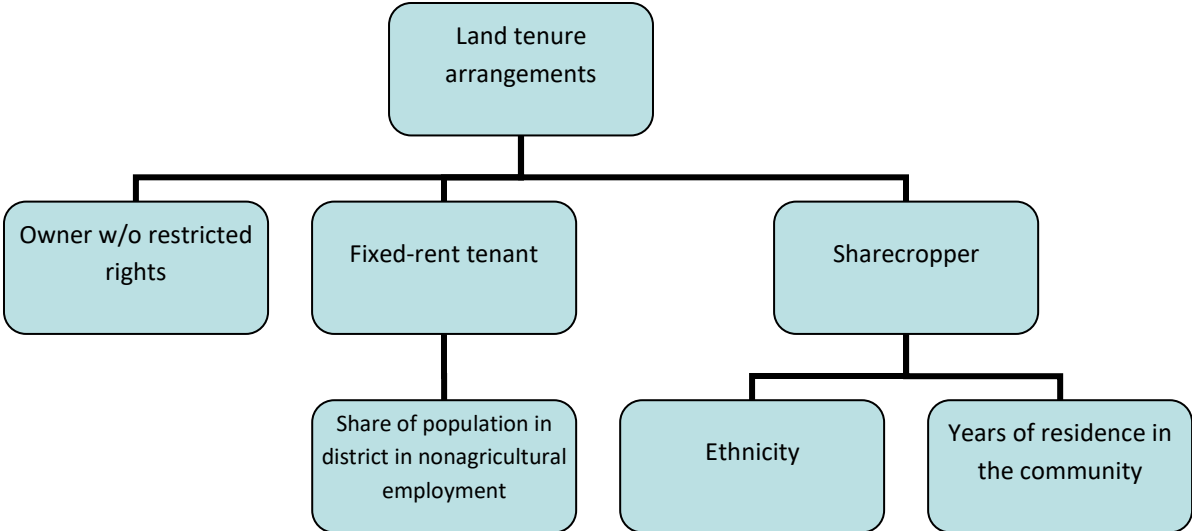 Land tenure
arrangements
Owner w/o restricted
rights
Fixed-rent tenant
Sharecropper
Share of population in
district in nonagricultural
employment
Ethnicity
Years of residence in
the community